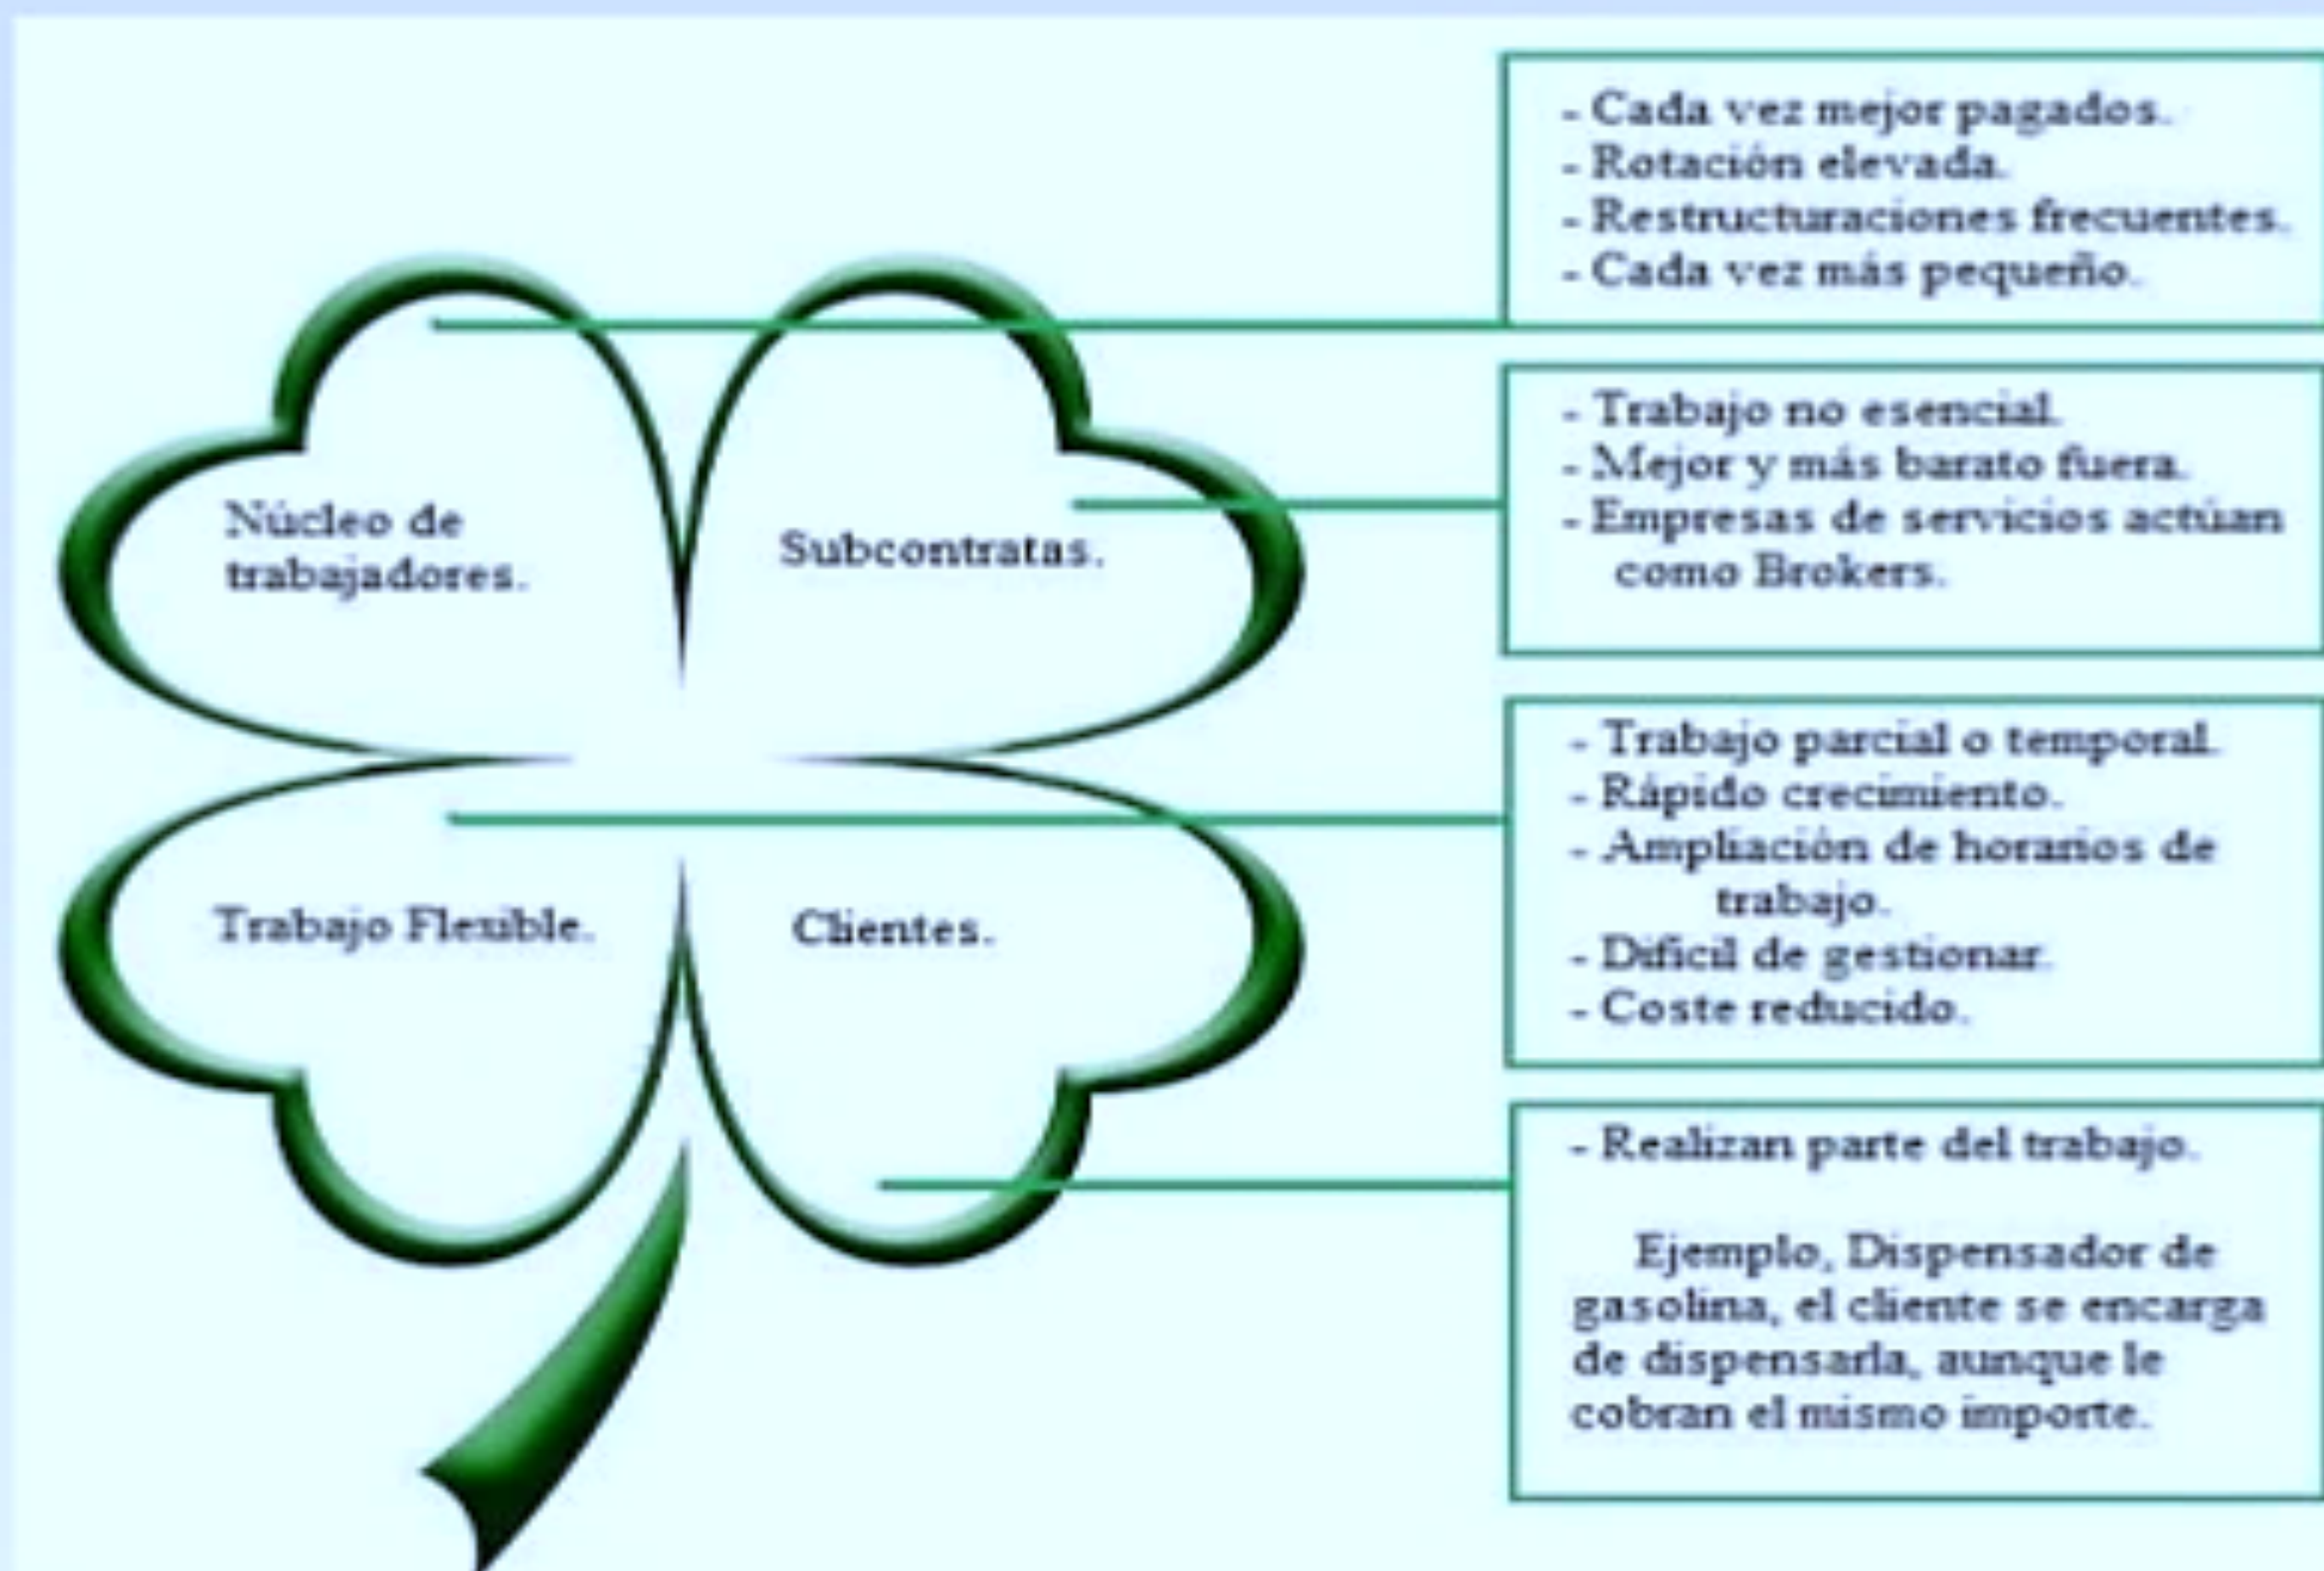 Núcleo de
trabajadores.
Subcontratas.
Trabajo Flexible.
Clientes.
- Cada vez mejor pagados.
- Rotación elevada.
- Restructuraciones frecuentes.
- Cada vez más pequeño.
- Trabajo no esencial.
- Mejor y más barato fuera.
- Empresas de servicios actúan
como Brokers.
- Trabajo parcial o temporal.
- Rápido crecimiento.
- Ampliación de horarios de
trabajo.
- Dificil de gestionar.
- Coste reducido.
- Realizan parte del trabajo.
Ejemplo, Dispensador de
gasolina, el cliente se encarga
de dispensarla, aunque le
cobran el mismo importe.